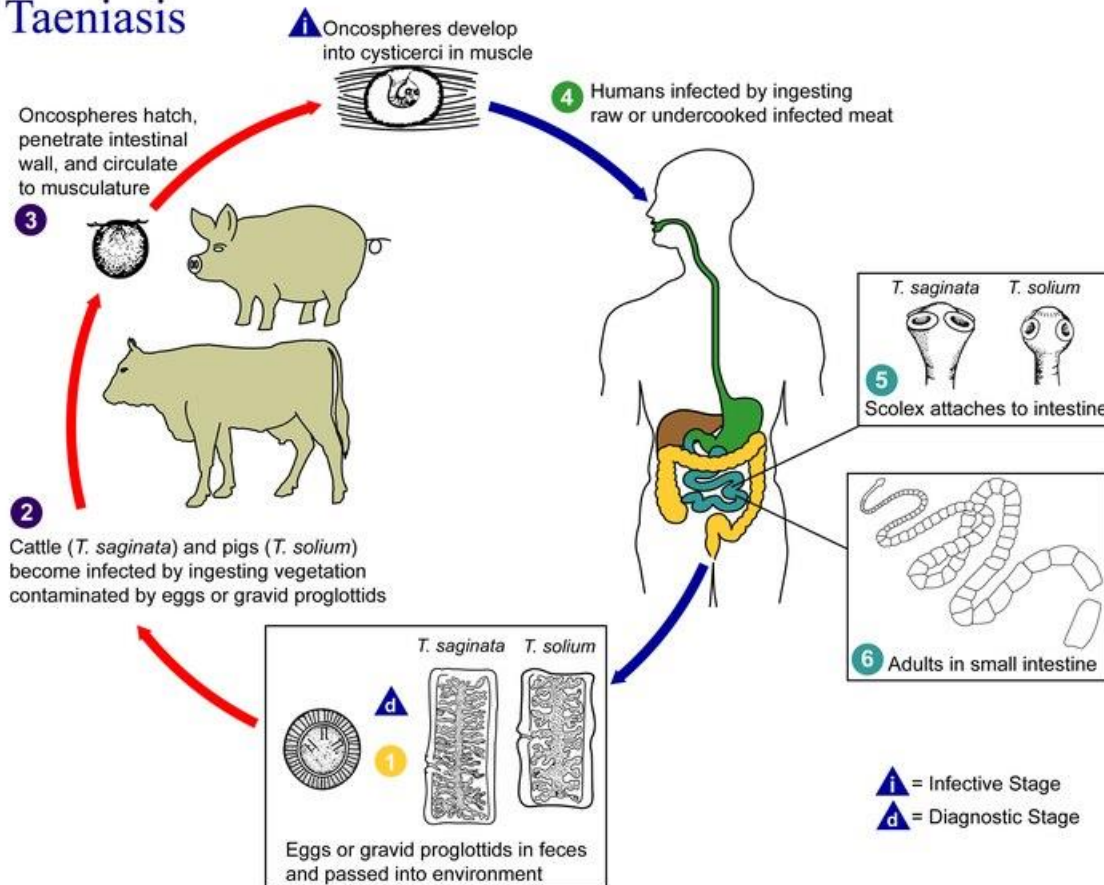 Taeniasis
i
Oncospheres develop
into cysticerci in muscle
4
Humans infected by ingesting
raw or undercooked infected meat
Oncospheres hatch,
penetrate intestinal
wall, and circulate
to musculature
3
T. saginata T. solium
5
Scolex attaches to intestine
2
Cattle (T. saginata) and pigs (T. solium)
become infected by ingesting vegetation
contaminated by eggs or gravid proglottids
6 Adults in small intestine
T. saginata T. solium
d
1
Eggs or gravid proglottids in feces
and passed into environment
i = Infective Stage
d = Diagnostic Stage